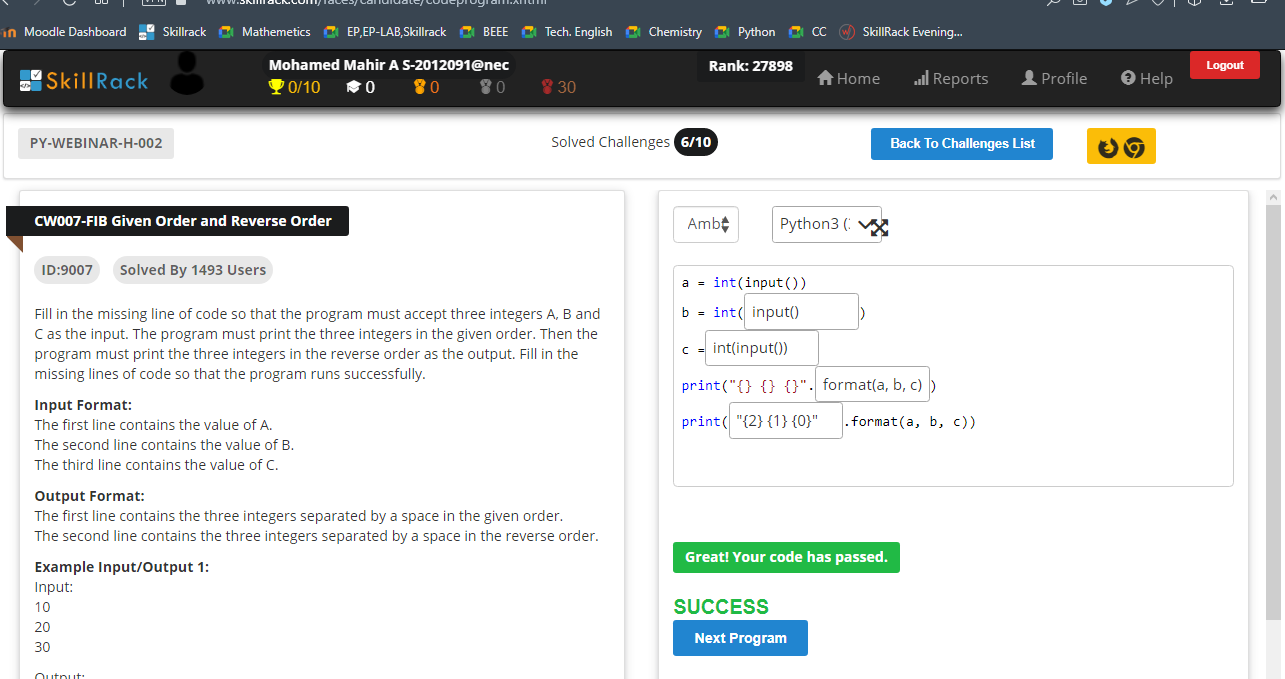 www.skillrack.com/faces/candidate/codeprogram.xhtml
Moodle Dashboard Skillrack Mathematics EP,EP-LAB,Skillrack BEEE Tech. English Chemistry Python CC SkillRack Evening...
SkillRack
Mohamed Mahir A S-2012091@nec
0/10 0 0 0 30
Rank: 27898
Home Reports Profile Help
Logout
PY-WEBINAR-H-002
Solved Challenges 6/10
Back To Challenges List
CW007-FIB Given Order and Reverse Order
ID:9007 Solved By 1493 Users
Fill in the missing line of code so that the program must accept three integers A, B and
C as the input. The program must print the three integers in the given order. Then the
program must print the three integers in the reverse order as the output. Fill in the
missing lines of code so that the program runs successfully.
Input Format:
The first line contains the value of A.
The second line contains the value of B.
The third line contains the value of C.
Output Format:
The first line contains the three integers separated by a space in the given order.
The second line contains the three integers separated by a space in the reverse order.
Example Input/Output 1:
Input:
10
20
30
Output:
Amb
Python3 (
a = int(input())
b = int( input() )
c = int(input())
print("{} {} {}". format(a, b, c) )
print( "{2} {1} {0}" .format(a, b, c))
Great! Your code has passed.
SUCCESS
Next Program